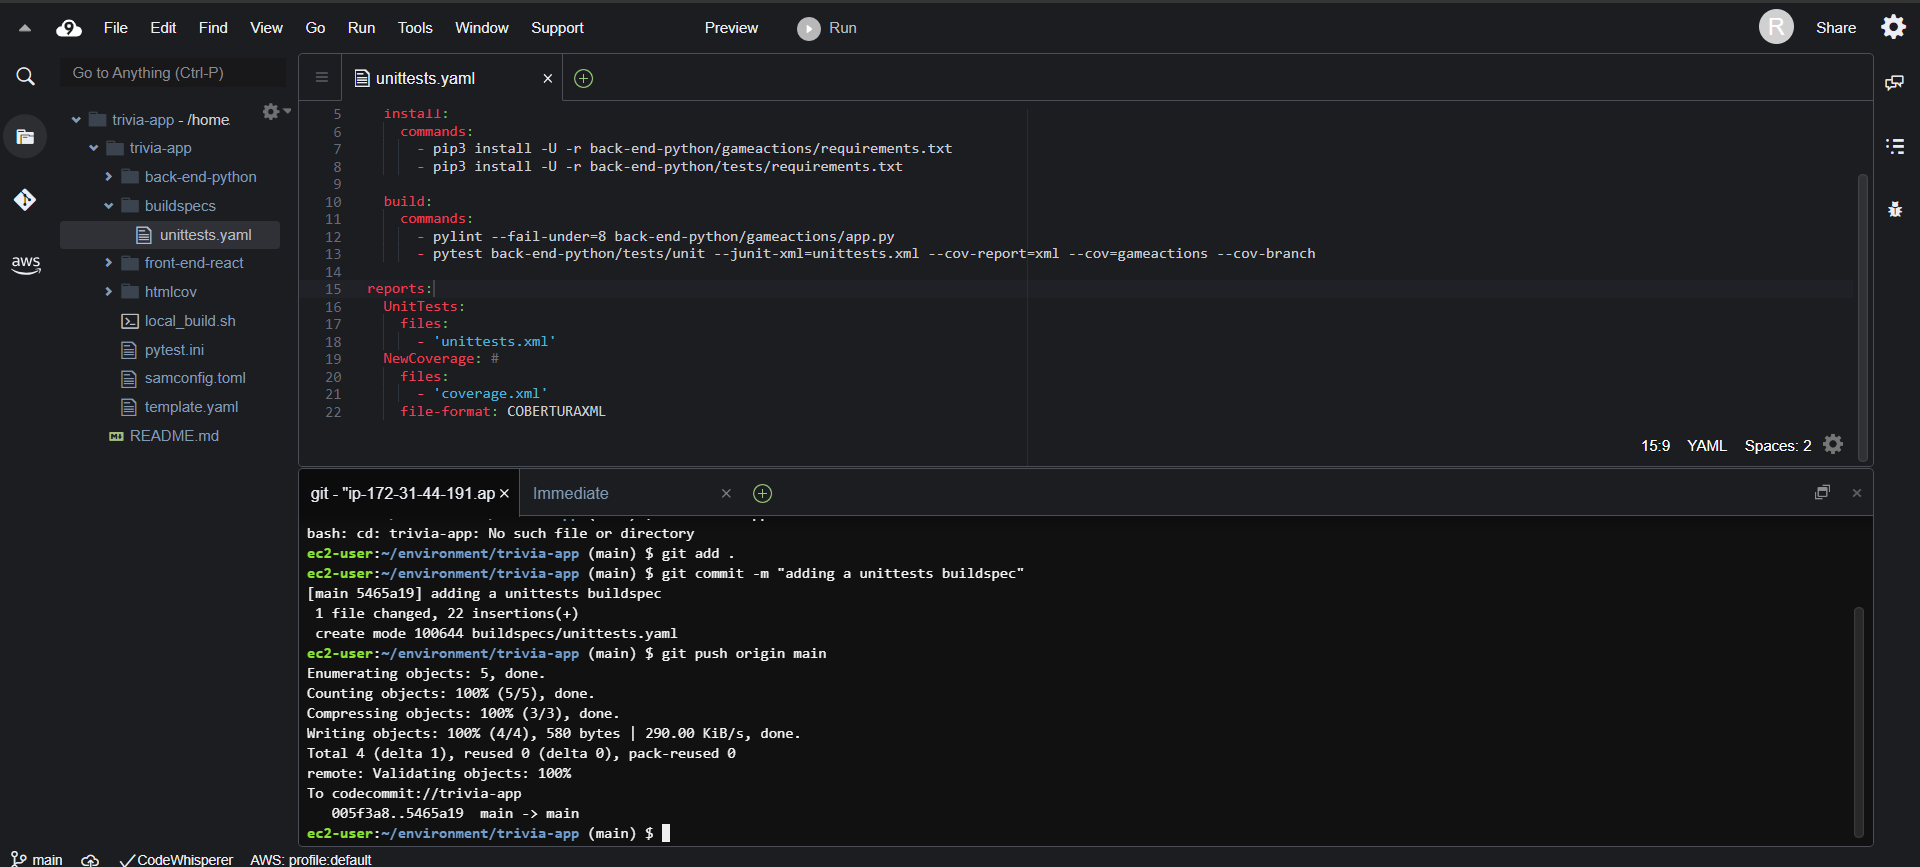 File Edit Find View Go Run Tools Window Support Preview Run R Share
9
Go to Anything (Ctrl-P)
aws
trivia-app - /home
trivia-app
back-end-python
buildspecs
unittests.yaml
front-end-react
htmlcov
local_build.sh
pytest.ini
samconfig.toml
template.yaml
README.md
unittests.yaml
5 install:
6 commands:
7 - pip3 install -U -r back-end-python/gameactions/requirements.txt
8 - pip3 install -U -r back-end-python/tests/requirements.txt
9
10 build:
11 commands:
12 - pylint --fail-under=8 back-end-python/gameactions/app.py
13 - pytest back-end-python/tests/unit --junit-xml=unittests.xml --cov-report=xml --cov=gameactions --cov-branch
14
15 reports:
16 UnitTests:
17 files:
18 - 'unittests.xml'
19 NewCoverage: #
20 files:
21 - 'coverage.xml'
22 file-format: COBERTURAXML
15:9 YAML Spaces: 2
git - "ip-172-31-44-191.ap Immediate
bash: cd: trivia-app: No such file or directory
ec2-user:~/environment/trivia-app (main) $ git add .
ec2-user:~/environment/trivia-app (main) $ git commit -m "adding a unittests buildspec"
[main 5465a19] adding a unittests buildspec
1 file changed, 22 insertions(+)
create mode 100644 buildspecs/unittests.yaml
ec2-user:~/environment/trivia-app (main) $ git push origin main
Enumerating objects: 5, done.
Counting objects: 100% (5/5), done.
Compressing objects: 100% (3/3), done.
Writing objects: 100% (4/4), 580 bytes | 290.00 KiB/s, done.
Total 4 (delta 1), reused 0 (delta 0), pack-reused 0
remote: Validating objects: 100%
To codecommit://trivia-app
005f3a8..5465a19 main -> main
ec2-user:~/environment/trivia-app (main) $
main CodeWhisperer AWS: profile:default